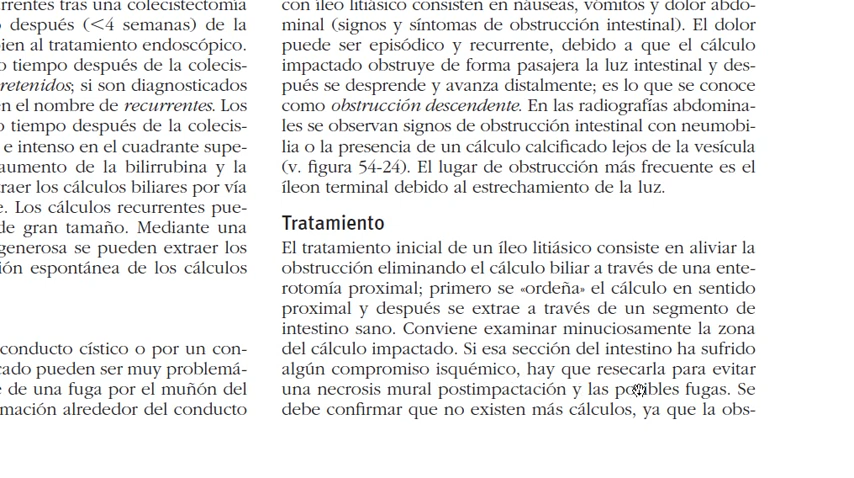 rrentes tras una colecistectomía
después (<4 semanas) de la
ien al tratamiento endoscópico.
o tiempo después de la colecis-
retenidos; si son diagnosticados
n el nombre de recurrentes. Los
o tiempo después de la colecis-
e intenso en el cuadrante supe-
aumento de la bilirrubina y la
raer los cálculos biliares por vía
e. Los cálculos recurrentes pue-
de gran tamaño. Mediante una
generosa se pueden extraer los
ión espontánea de los cálculos
conducto cístico o por un con-
cado pueden ser muy problemá-
e de una fuga por el muñón del
mación alrededor del conducto
con íleo litiásico consisten en náuseas, vómitos y dolor abdo-
minal (signos y síntomas de obstrucción intestinal). El dolor
puede ser episódico y recurrente, debido a que el cálculo
impactado obstruye de forma pasajera la luz intestinal y des-
pués se desprende y avanza distalmente; es lo que se conoce
como obstrucción descendente. En las radiografías abdomina-
les se observan signos de obstrucción intestinal con neumobi-
lia o la presencia de un cálculo calcificado lejos de la vesícula
(v. figura 54-24). El lugar de obstrucción más frecuente es el
íleon terminal debido al estrechamiento de la luz.
Tratamiento
El tratamiento inicial de un íleo litiásico consiste en aliviar la
obstrucción eliminando el cálculo biliar a través de una ente-
rotomía proximal; primero se «ordeña» el cálculo en sentido
proximal y después se extrae a través de un segmento de
intestino sano. Conviene examinar minuciosamente la zona
del cálculo impactado. Si esa sección del intestino ha sufrido
algún compromiso isquémico, hay que resecarla para evitar
una necrosis mural postimpactación y las posibles fugas. Se
debe confirmar que no existen más cálculos, ya que la obs-